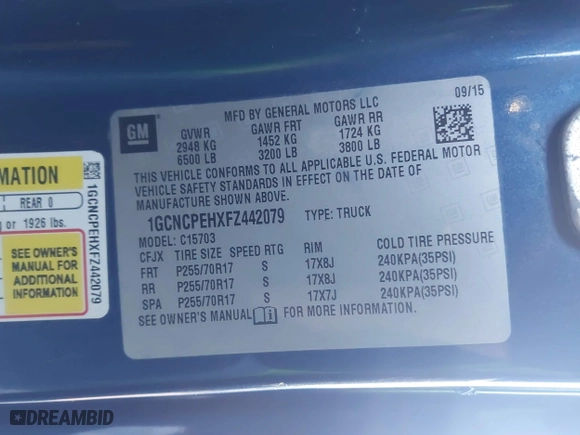 09/15
MFD BY GENERAL MOTORS LLC
GM
GVWR GAWR FRT GAWR RR
2948 KG 1452 KG 1724 KG
6500 LB 3200 LB 3800 LB
THIS VEHICLE CONFORMS TO ALL APPLICABLE U.S. FEDERAL MOTOR
VEHICLE SAFETY STANDARDS IN EFFECT ON THE DATE OF
MANUFACTURE SHOWN ABOVE.
1GCNCPEHXFZ442079 TYPE: TRUCK
MODEL: C15703
CFJX TIRE SIZE SPEED RTG RIM COLD TIRE PRESSURE
FRT P255/70R17 S 17X8J 240KPA(35PSI)
RR P255/70R17 S 17X8J 240KPA(35PSI)
SPA P255/70R17 S 17X7J 240KPA(35PSI)
SEE OWNER'S MANUAL FOR MORE INFORMATION.
REAR 0
or 1926 lbs.
SEE OWNER'S
MANUAL FOR
ADDITIONAL
INFORMATION
1GCNCPEHXFZ442079
DREAMBID